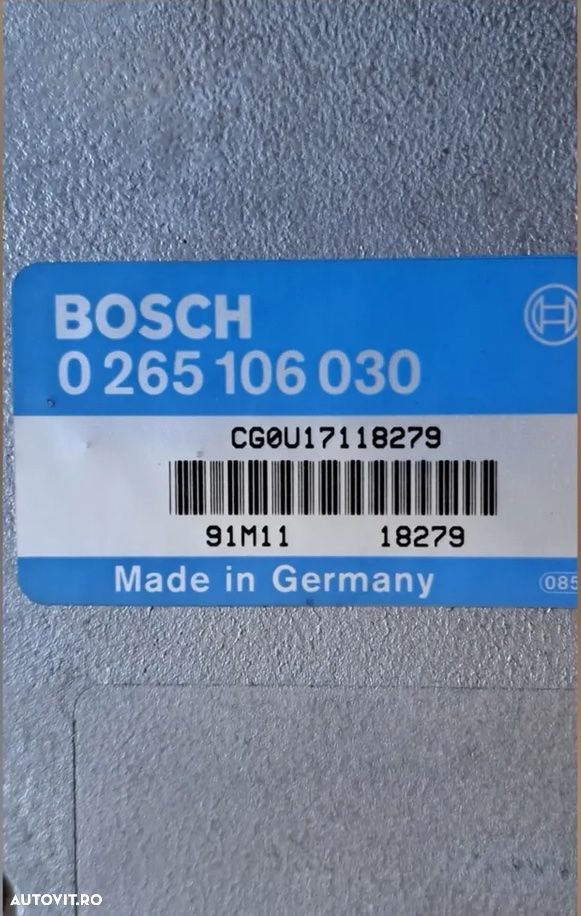 BOSCH
0 265 106 030
CG0U17118279
91M11 18279
Made in Germany
085
AUTOVIT.RO